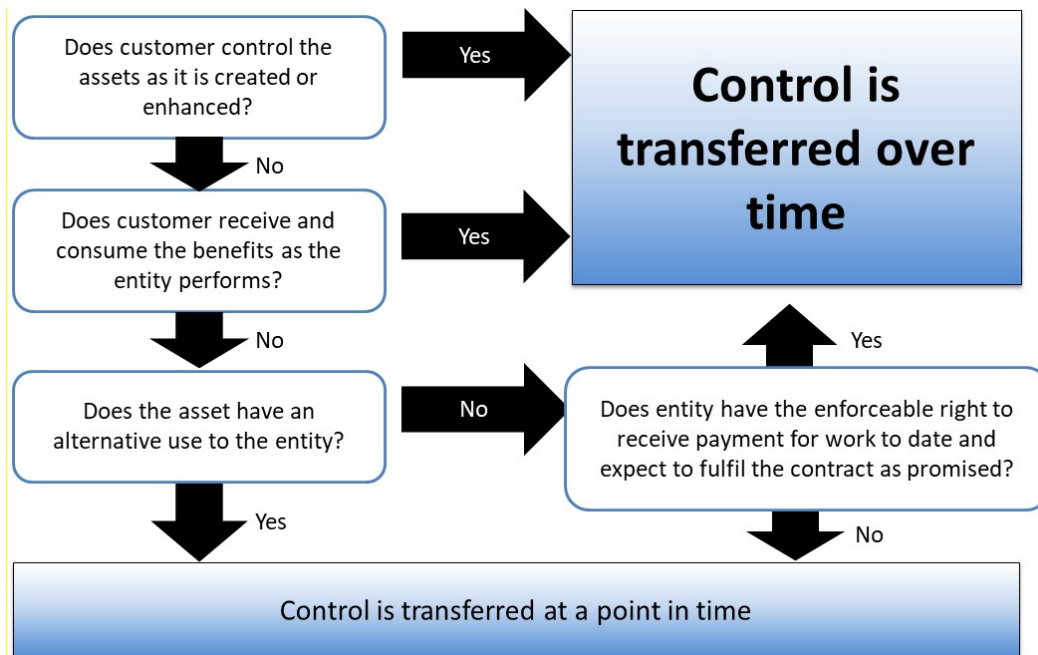 Does customer control the
assets as it is created or
enhanced?
Yes
Control is
transferred over
time
No
Does customer receive and
consume the benefits as the
entity performs?
Yes
No
Yes
Does the asset have an
alternative use to the entity?
No
Does entity have the enforceable right to
receive payment for work to date and
expect to fulfil the contract as promised?
Yes
No
Control is transferred at a point in time